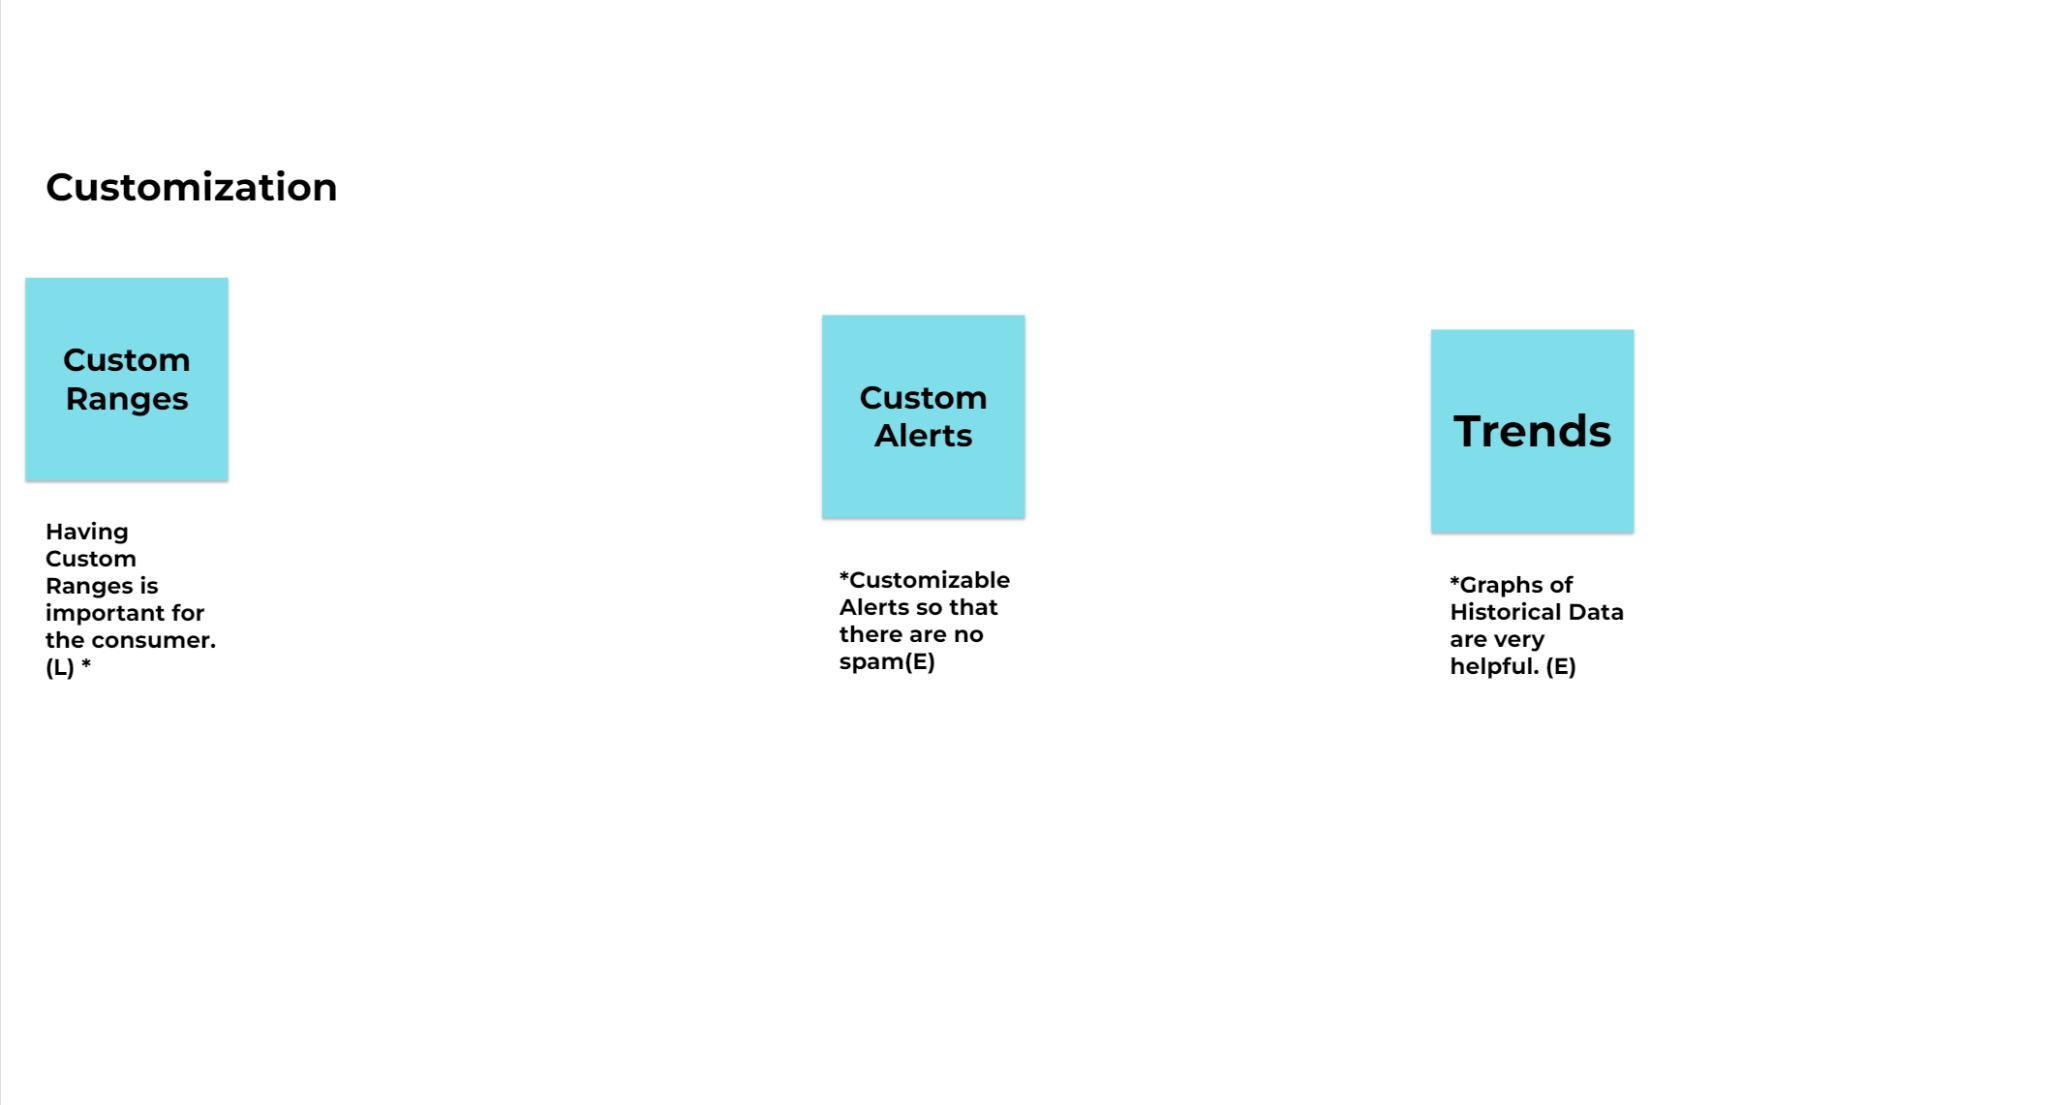 Customization
Custom
Ranges
Having
Custom
Ranges is
important for
the consumer.
(L) *
Custom
Alerts
*Customizable
Alerts so that
there are no
spam(E)
Trends
*Graphs of
Historical Data
are very
helpful. (E)